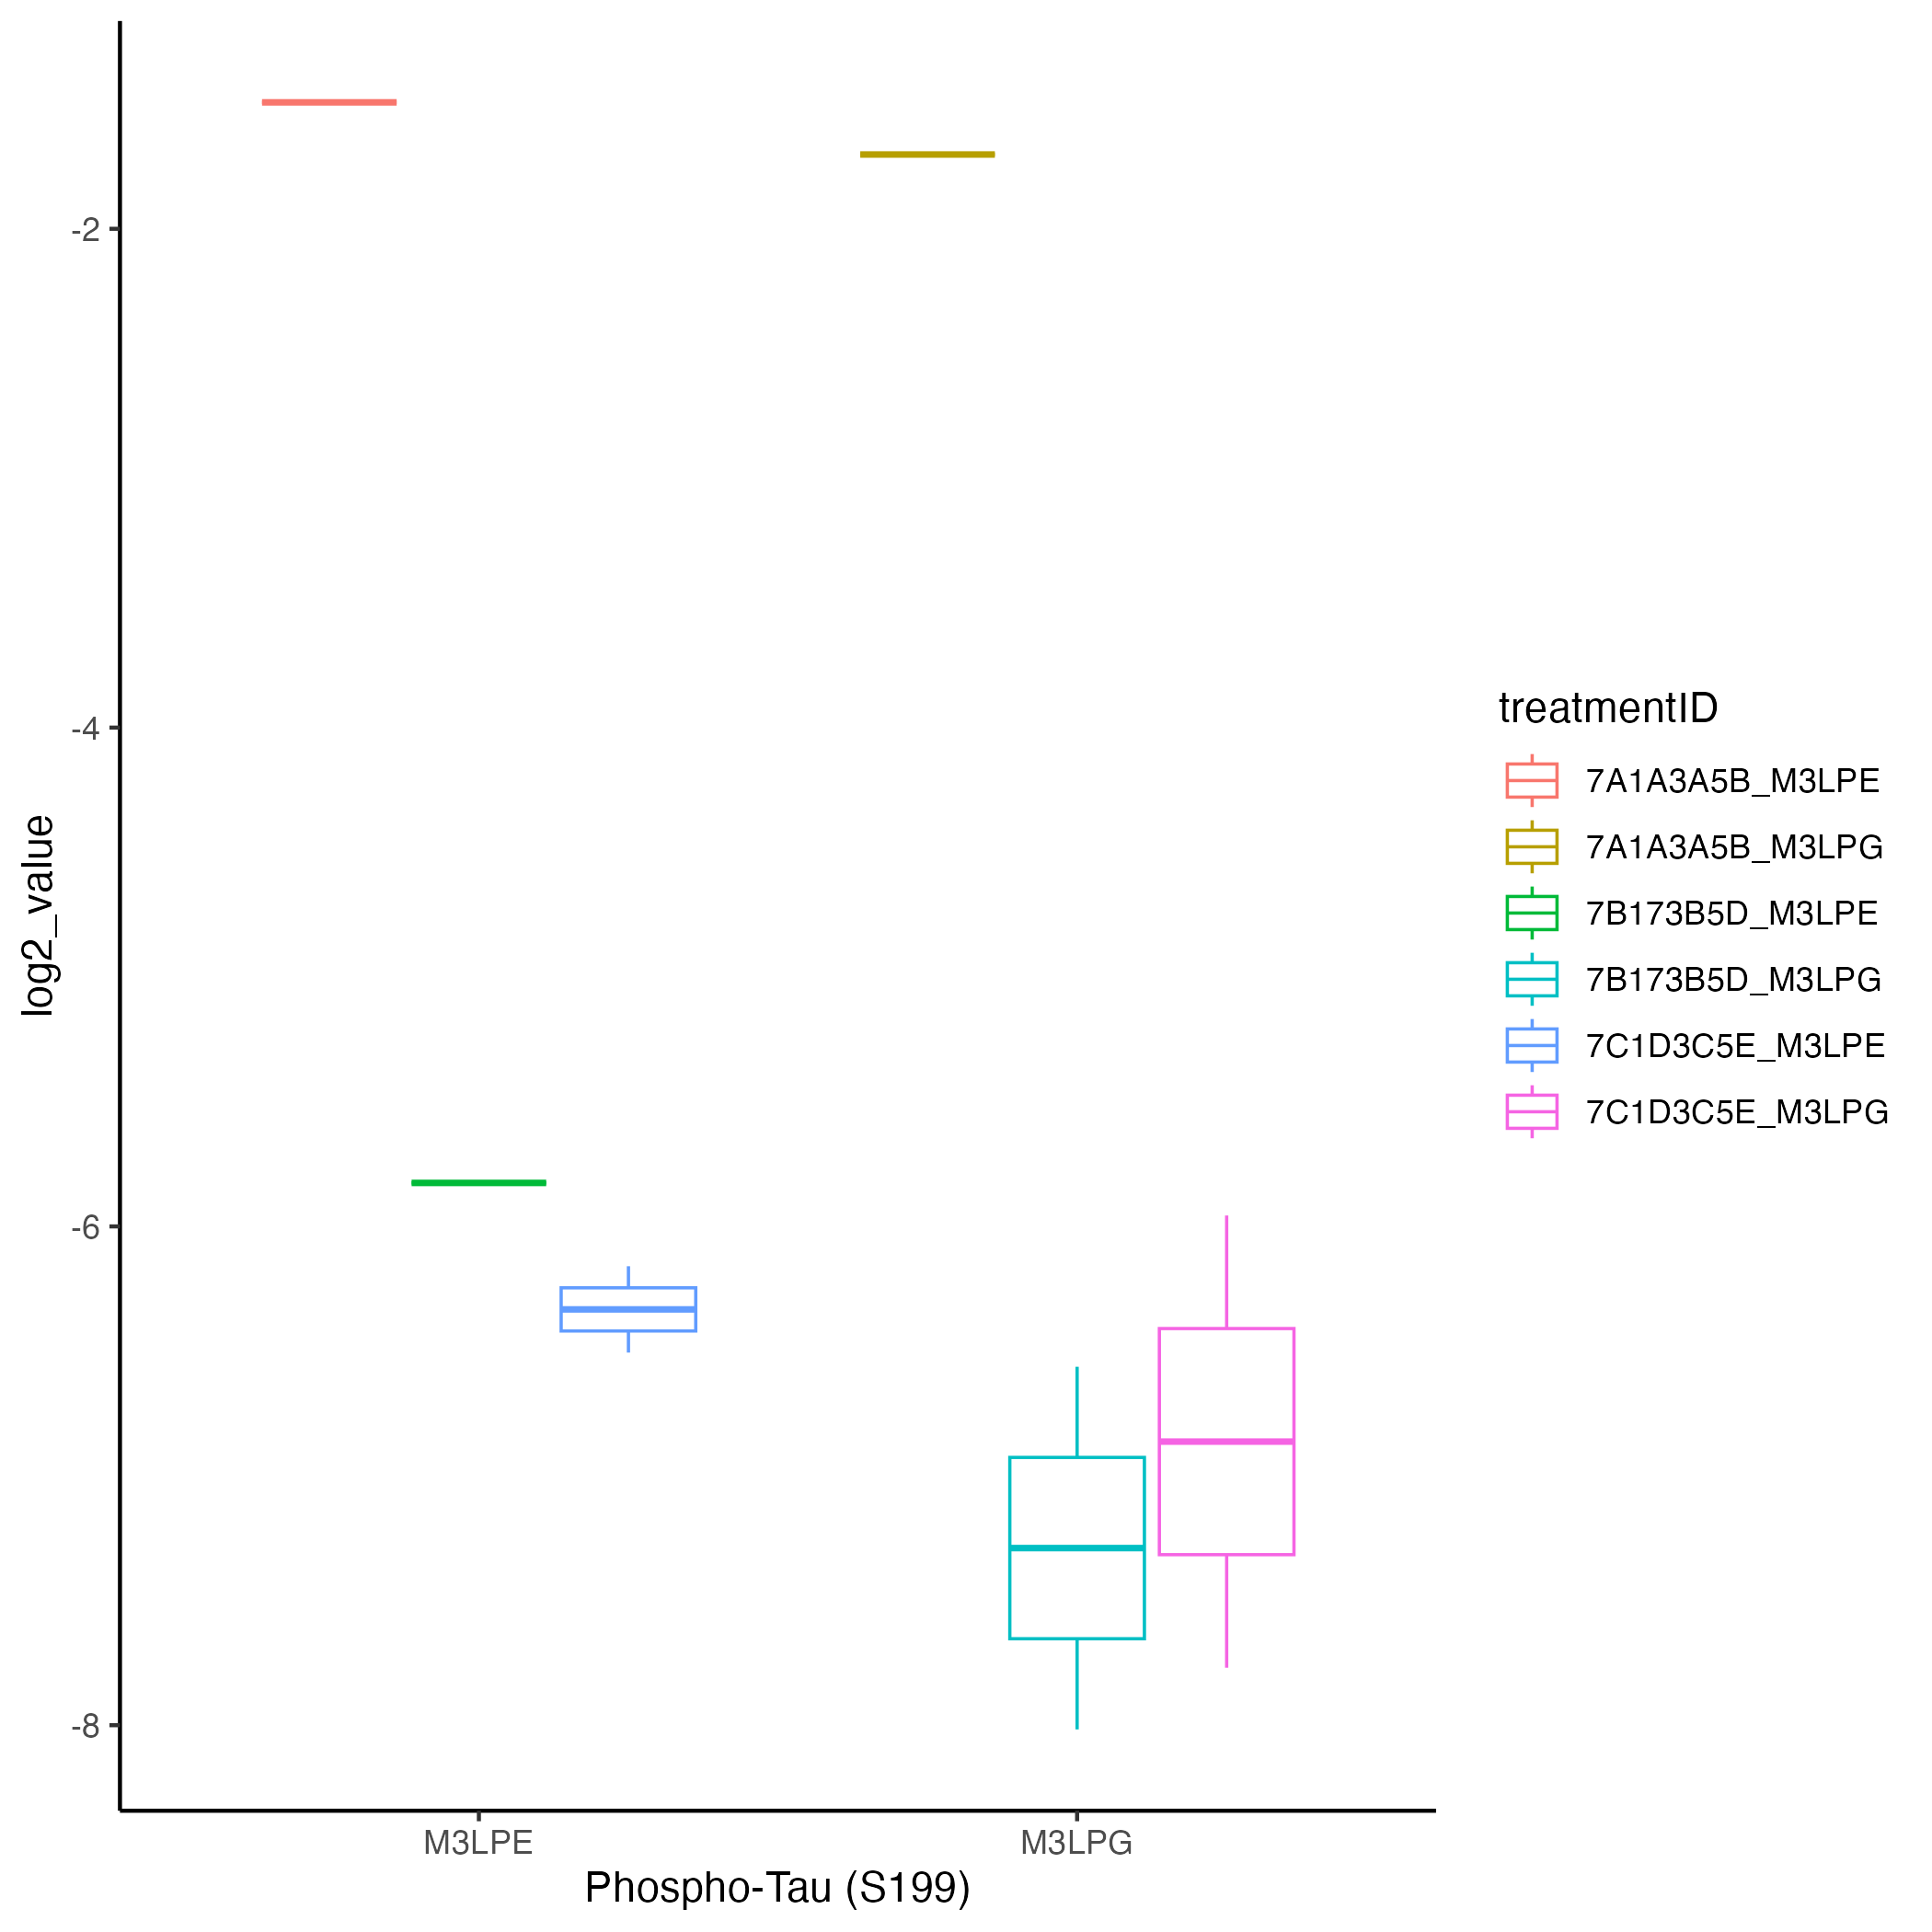 -2
-4
-6
-8
log2_value
M3LPE
M3LPG
Phospho-Tau (S199)
treatmentID
7A1A3A5B_M3LPE
7A1A3A5B_M3LPG
7B173B5D_M3LPE
7B173B5D_M3LPG
7C1D3C5E_M3LPE
7C1D3C5E_M3LPG